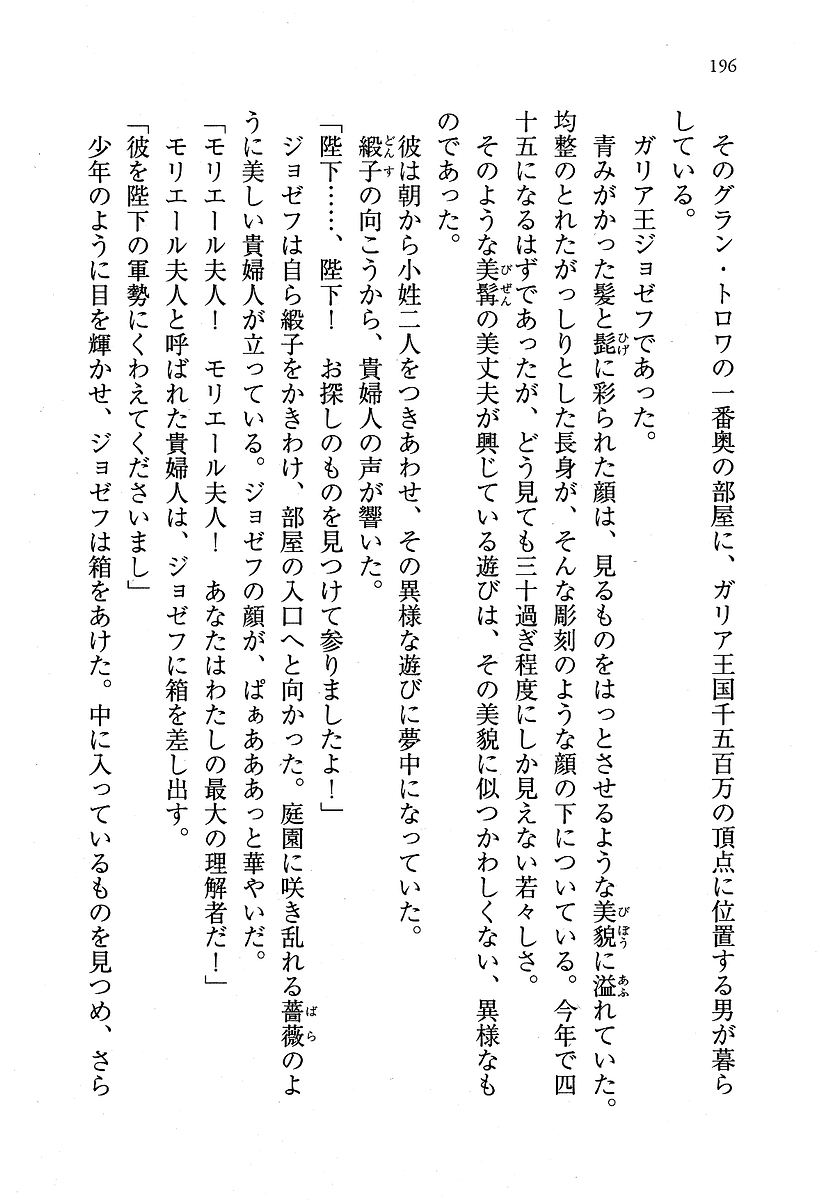 196
そのグラン・トロワの一番奥の部屋に、ガリア王国千五百万の頂点に位置する男が暮ら
している。
ガリア王ジョゼフであった。
青みがかった髪と髭に彩られた顔は、見るものをはっとさせるような美貌に溢れていた。
均整のとれたがっしりとした長身が、そんな彫刻のような顔の下についている。今年で四
十五になるはずであったが、どう見ても三十過ぎ程度にしか見えない若々しさ。
そのような美髯の美丈夫が興じている遊びは、その美貌に似つかわしくない、異様なも
のであった。
彼は朝から小姓二人をつきあわせ、その異様な遊びに夢中になっていた。
緞子の向こうから、貴婦人の声が響いた。
「陛下……、陛下！　お探しのものを見つけて参りましたよ！」
ジョゼフは自ら緞子をかきわけ、部屋の入口へと向かった。庭園に咲き乱れる薔薇のよ
うに美しい貴婦人が立っている。ジョゼフの顔が、ぱぁあああっと華やいだ。
「モリエール夫人！　モリエール夫人！　あなたはわたしの最大の理解者だ！」
モリエール夫人と呼ばれた貴婦人は、ジョゼフに箱を差し出す。
「彼を陛下の軍勢にくわえてくださいまし」
少年のように目を輝かせ、ジョゼフは箱をあけた。中に入っているものを見つめ、さら